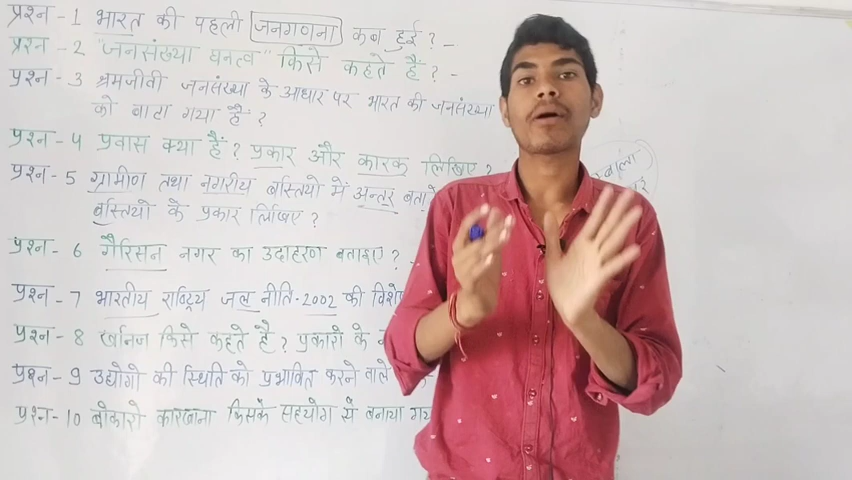 प्रश्न - 1 भारत की पहली जनगणना कब हुई ? -
प्रश्न - 2 "जनसंख्या घनत्व" किसे कहते हैं ? -
प्रश्न - 3 श्रमजीवी जनसंख्या के आधार पर भारत की जनसंख्या
को बाटा गया है ?
प्रश्न - 4 प्रवास क्या हैं ? प्रकार और कारक लिखिए ?
प्रश्न - 5 ग्रामीण तथा नगरीय बस्तियो में अन्तर
बस्तियो के प्रकार लिखिए ?
प्रश्न - 6 गैरिसन नगर का उदाहरण बताइए ? -
प्रश्न - 7 भारतीय राष्ट्रिय जल नीति - 2002 की
प्रश्न - 8 खनिज किसे कहते है ? प्रकारो के
प्रश्न - 9 उद्योगो की स्थिति को प्रभावित करने वाले
प्रश्न - 10 बोकारो कारखाना किसके सहयोग से बनाया